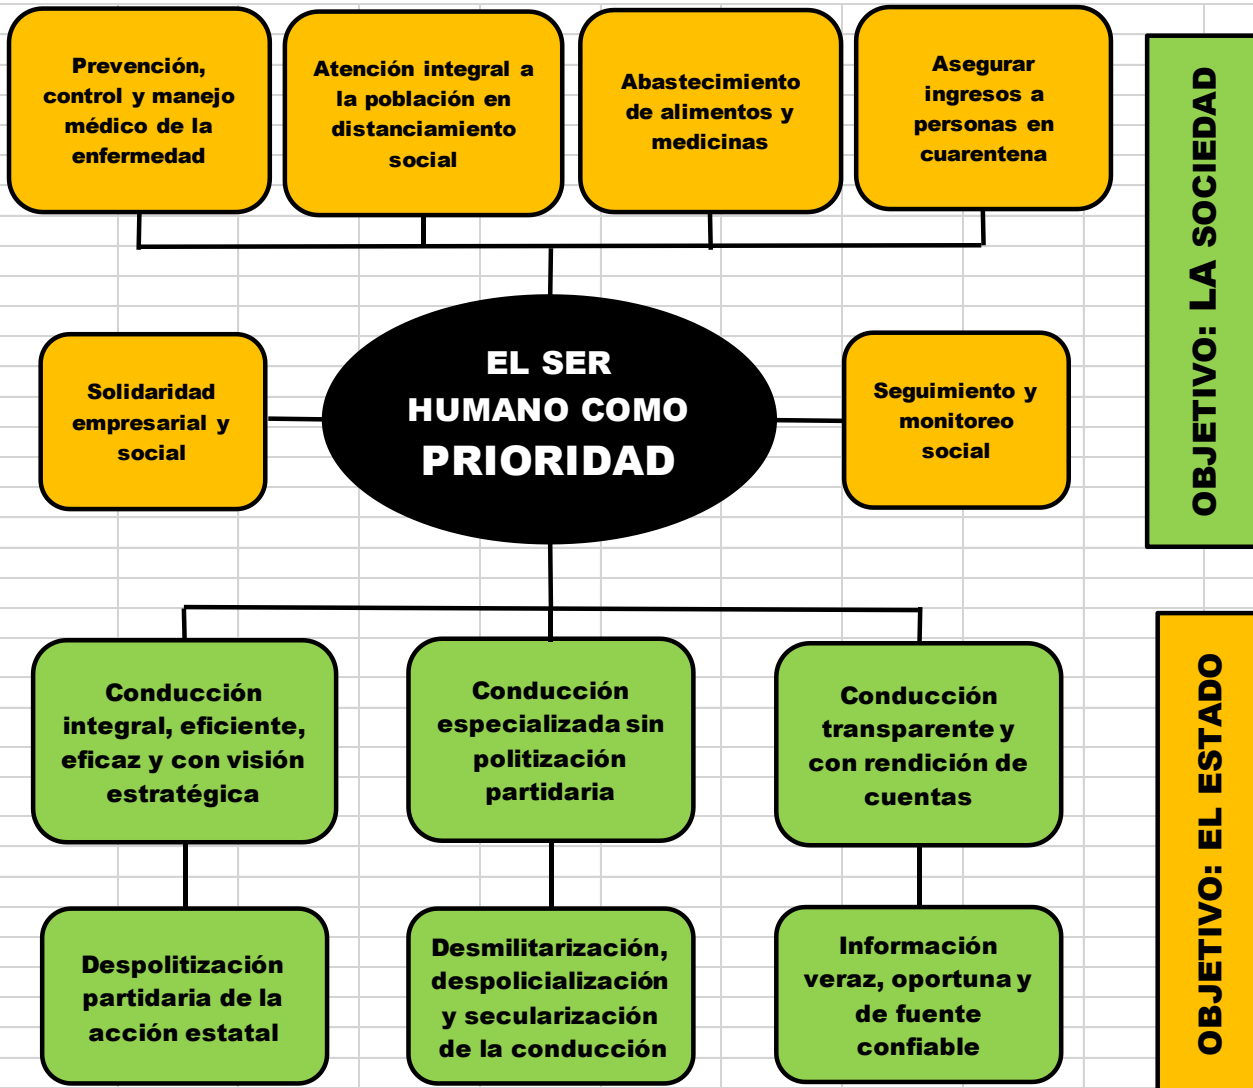 Prevención,
control y manejo
médico de la
enfermedad
Atención integral a
la población en
distanciamiento
social
Abastecimiento
de alimentos y
medicinas
Asegurar
ingresos a
personas en
cuarentena
OBJETIVO: LA SOCIEDAD
Solidaridad
empresarial y
social
EL SER
HUMANO COMO
PRIORIDAD
Seguimiento y
monitoreo
social
Conducción
integral, eficiente,
eficaz y con visión
estratégica
Conducción
especializada sin
politización
partidaria
Conducción
transparente y
con rendición de
cuentas
OBJETIVO: EL ESTADO
Despolitización
partidaria de la
acción estatal
Desmilitarización,
despolicialización
y secularización
de la conducción
Información
veraz, oportuna y
de fuente
confiable